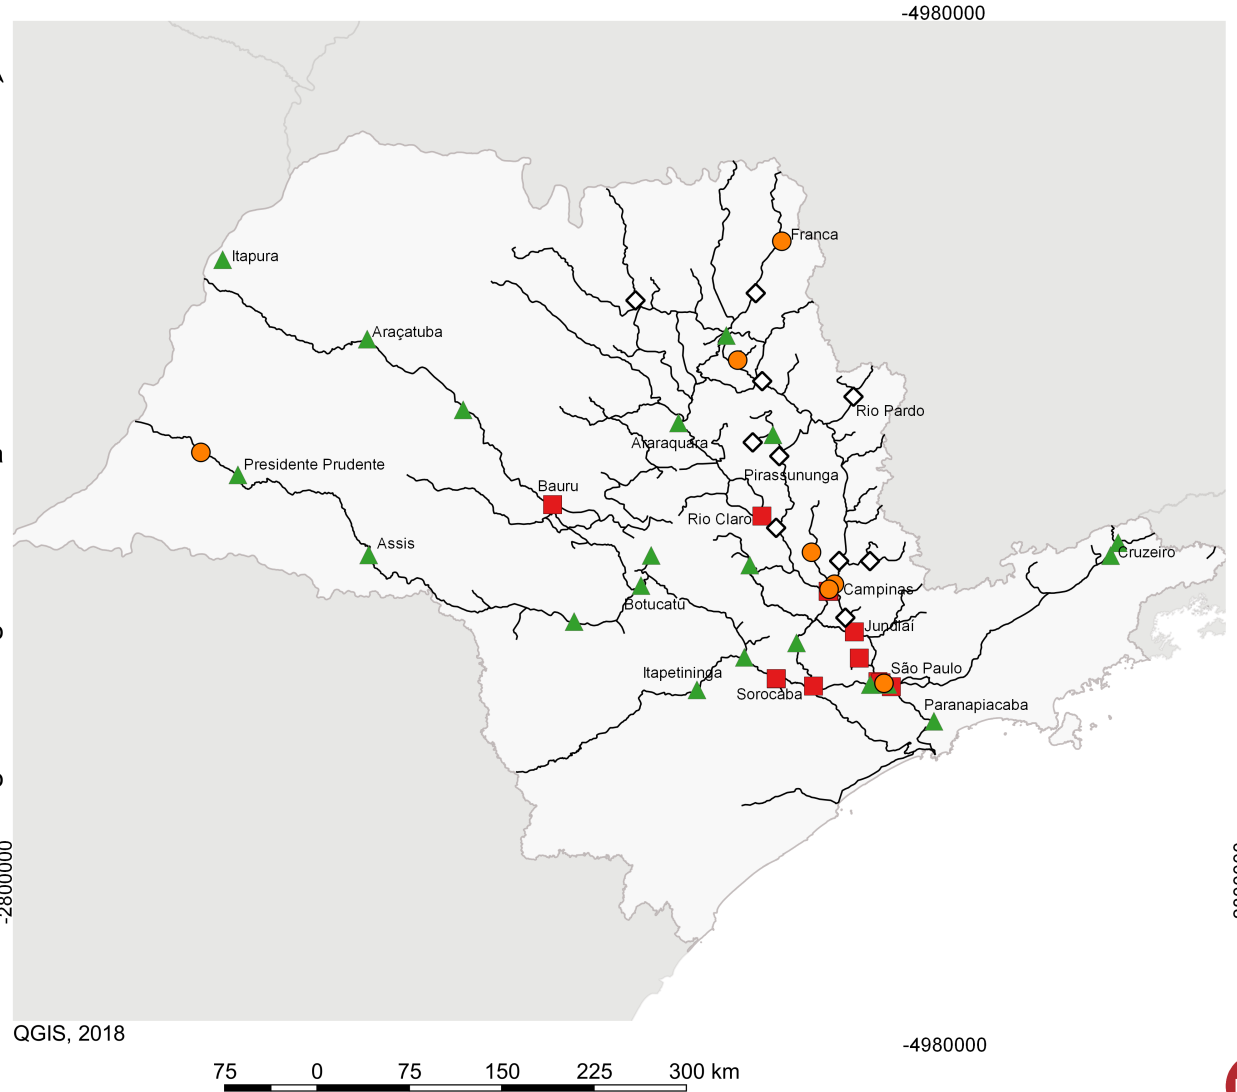 -4980000
Franca
Itapura
Araçatuba
Rio Pardo
Araraquara
Presidente Prudente
Pirassununga
Bauru
Rio Claro
Assis
Cruzeiro
Campinas
Botucatu
Jundiaí
São Paulo
Itapetininga
Sorocaba
Paranapiacaba
-2800000
QGIS, 2018
-4980000
75 0 75 150 225 300 km